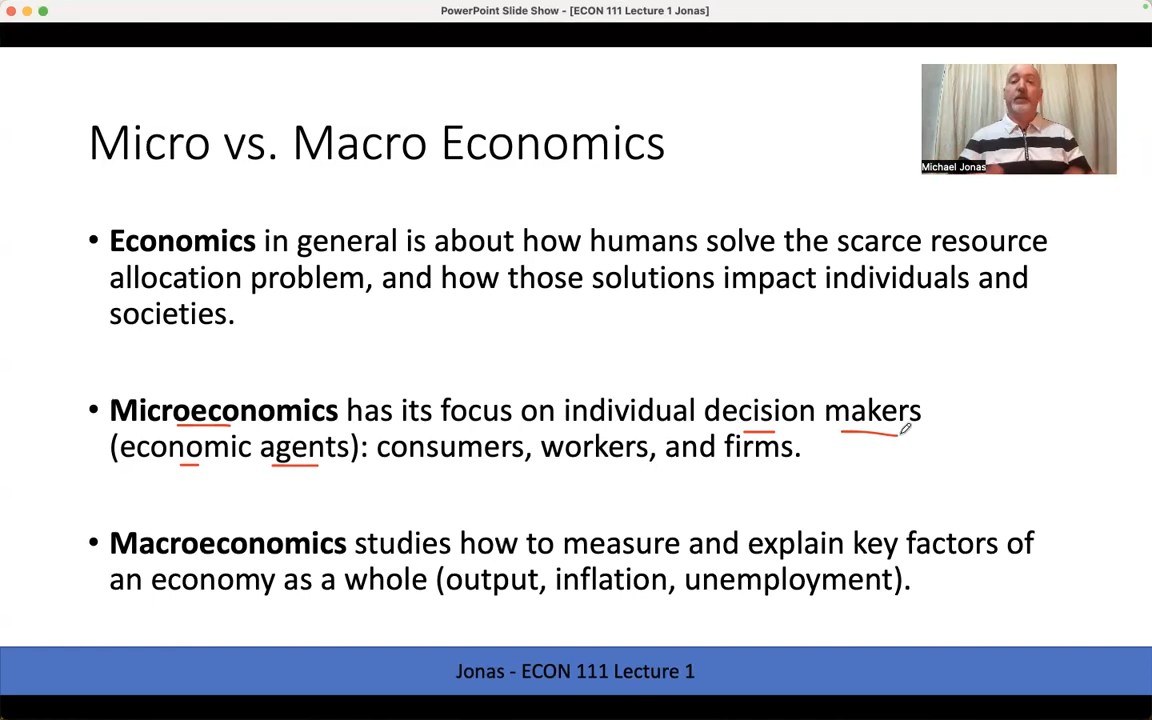 PowerPoint Slide Show - [ECON 111 Lecture 1 Jonas]
Micro vs. Macro Economics
Michael Jonas
• Economics in general is about how humans solve the scarce resource
allocation problem, and how those solutions impact individuals and
societies.
• Microeconomics has its focus on individual decision makers
(economic agents): consumers, workers, and firms.
• Macroeconomics studies how to measure and explain key factors of
an economy as a whole (output, inflation, unemployment).
Jonas - ECON 111 Lecture 1